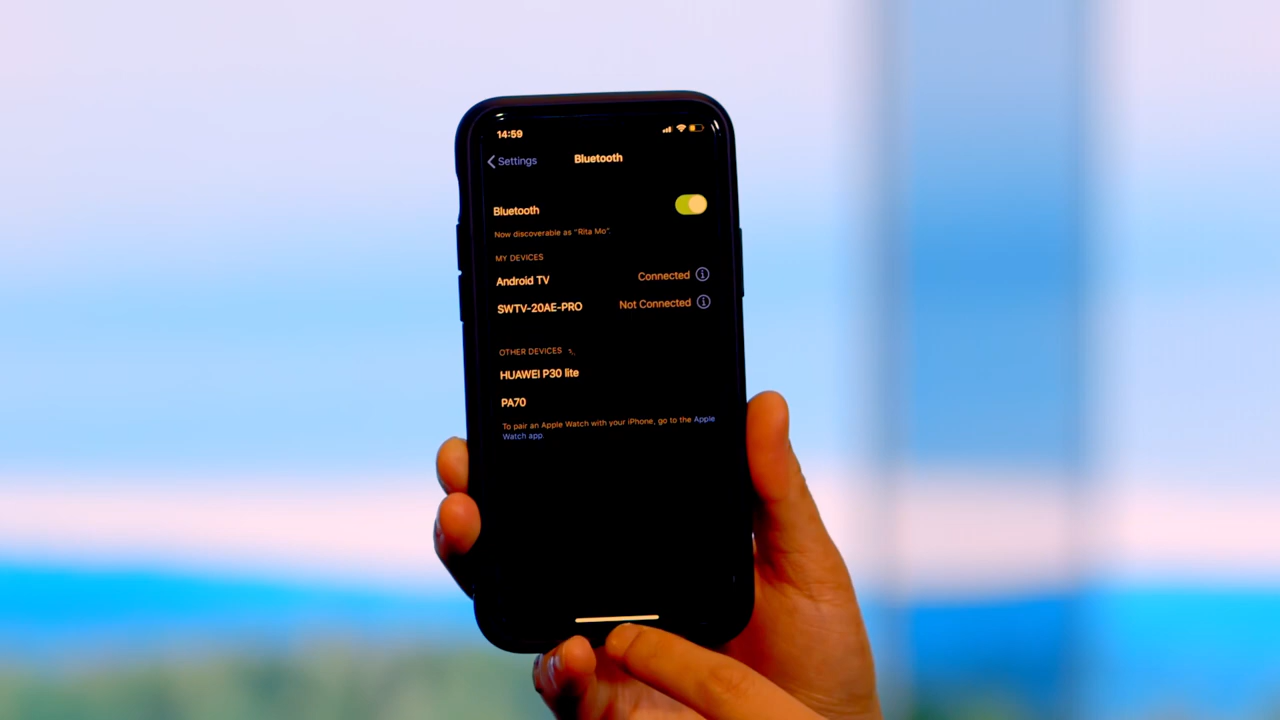 14:59
Settings
Bluetooth
Bluetooth
Now discoverable as "Rita Mo".
MY DEVICES
Android TV Connected
SWTV-20AE-PRO Not Connected
OTHER DEVICES
HUAWEI P30 lite
PA70
To pair an Apple Watch with your iPhone, go to the Apple
Watch app.